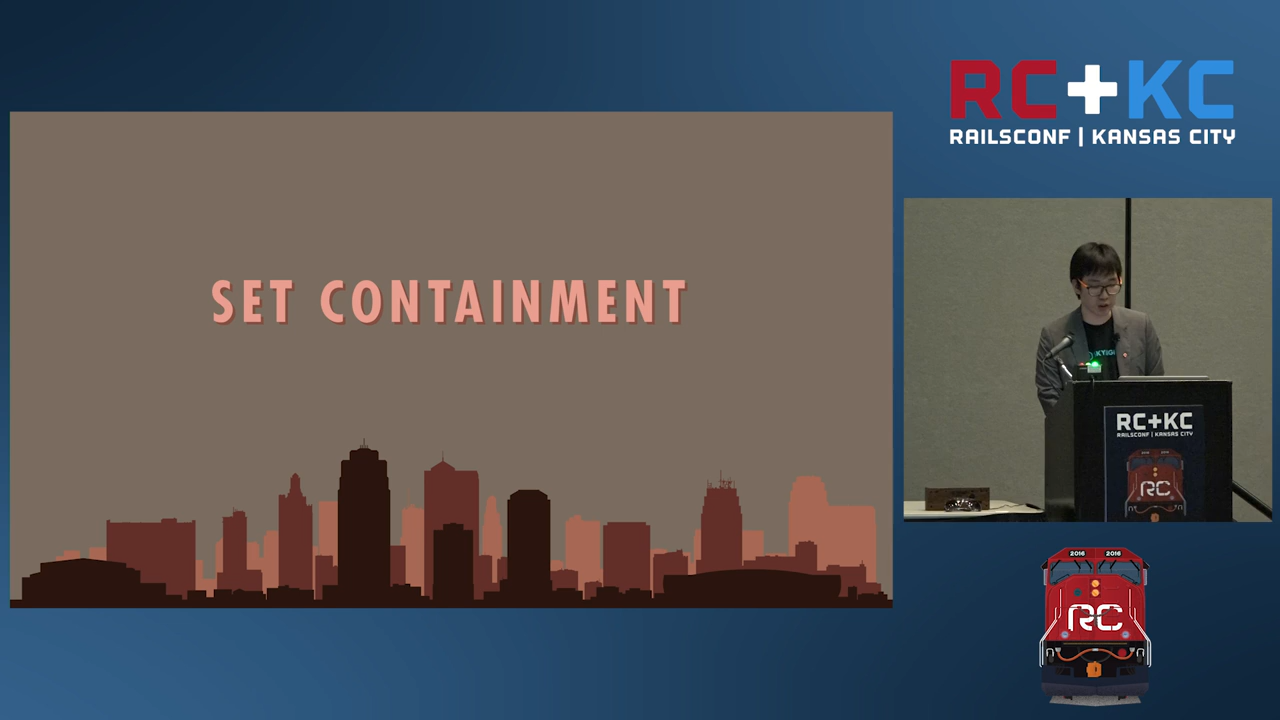 RC+KC
RAILSCONF | KANSAS CITY
SET CONTAINMENT
RC+KC
RAILSCONF | KANSAS CITY
RC
2016 2016
RC